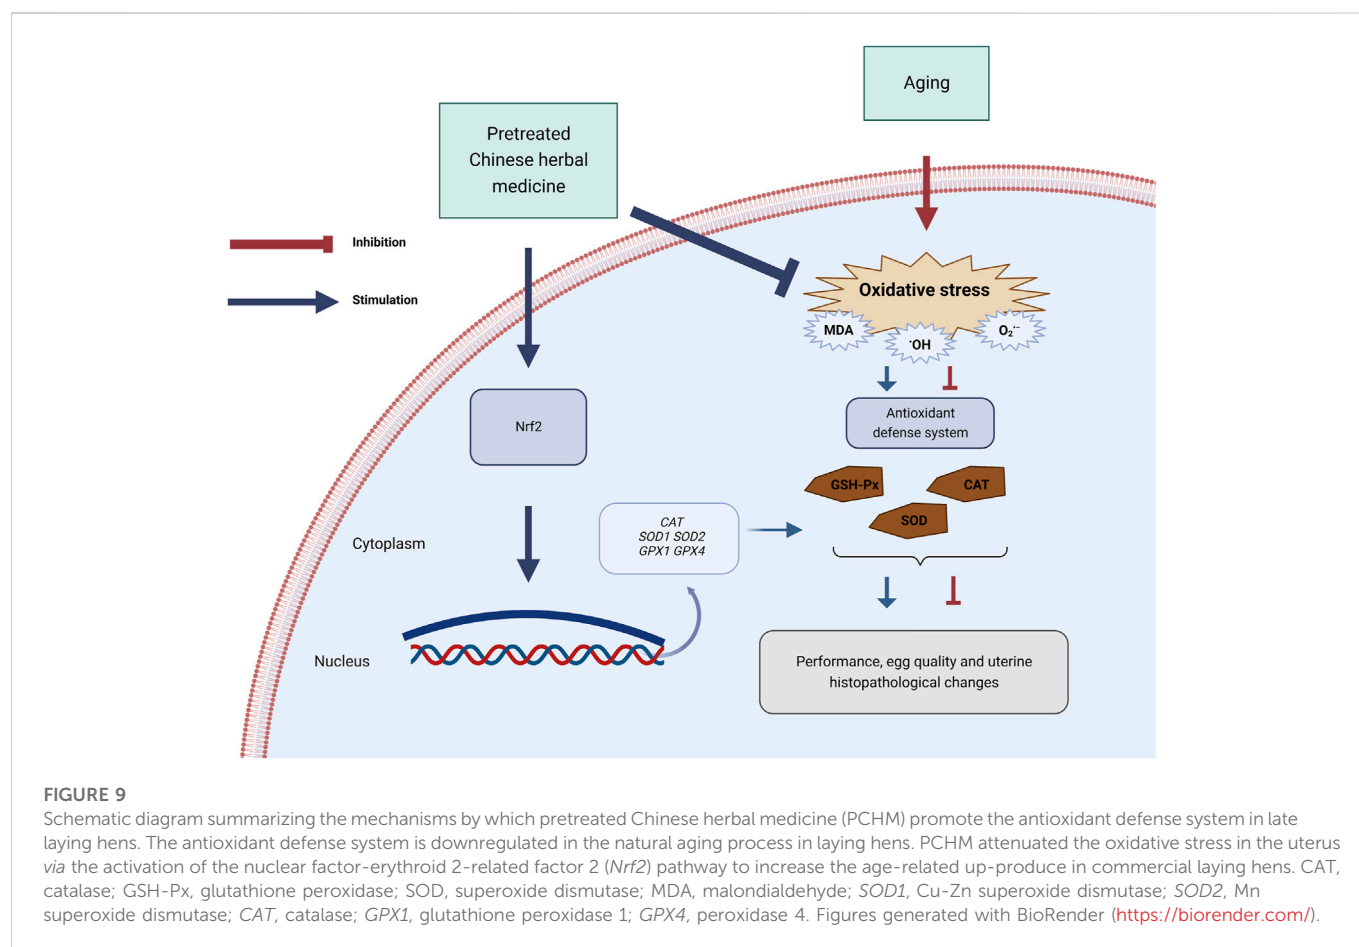 Aging
Pretreated
Chinese herbal
medicine
Inhibition
Stimulation
Oxidative stress
MDA
·OH
O₂·−
Antioxidant
defense system
Nrf2
GSH-Px
CAT
SOD
CAT
SOD1 SOD2
GPX1 GPX4
Cytoplasm
Nucleus
Performance, egg quality and uterine
histopathological changes
FIGURE 9
Schematic diagram summarizing the mechanisms by which pretreated Chinese herbal medicine (PCHM) promote the antioxidant defense system in late
laying hens. The antioxidant defense system is downregulated in the natural aging process in laying hens. PCHM attenuated the oxidative stress in the uterus
via the activation of the nuclear factor-erythroid 2-related factor 2 (Nrf2) pathway to increase the age-related up-produce in commercial laying hens. CAT,
catalase; GSH-Px, glutathione peroxidase; SOD, superoxide dismutase; MDA, malondialdehyde; SOD1, Cu-Zn superoxide dismutase; SOD2, Mn
superoxide dismutase; CAT, catalase; GPX1, glutathione peroxidase 1; GPX4, peroxidase 4. Figures generated with BioRender (https://biorender.com/).